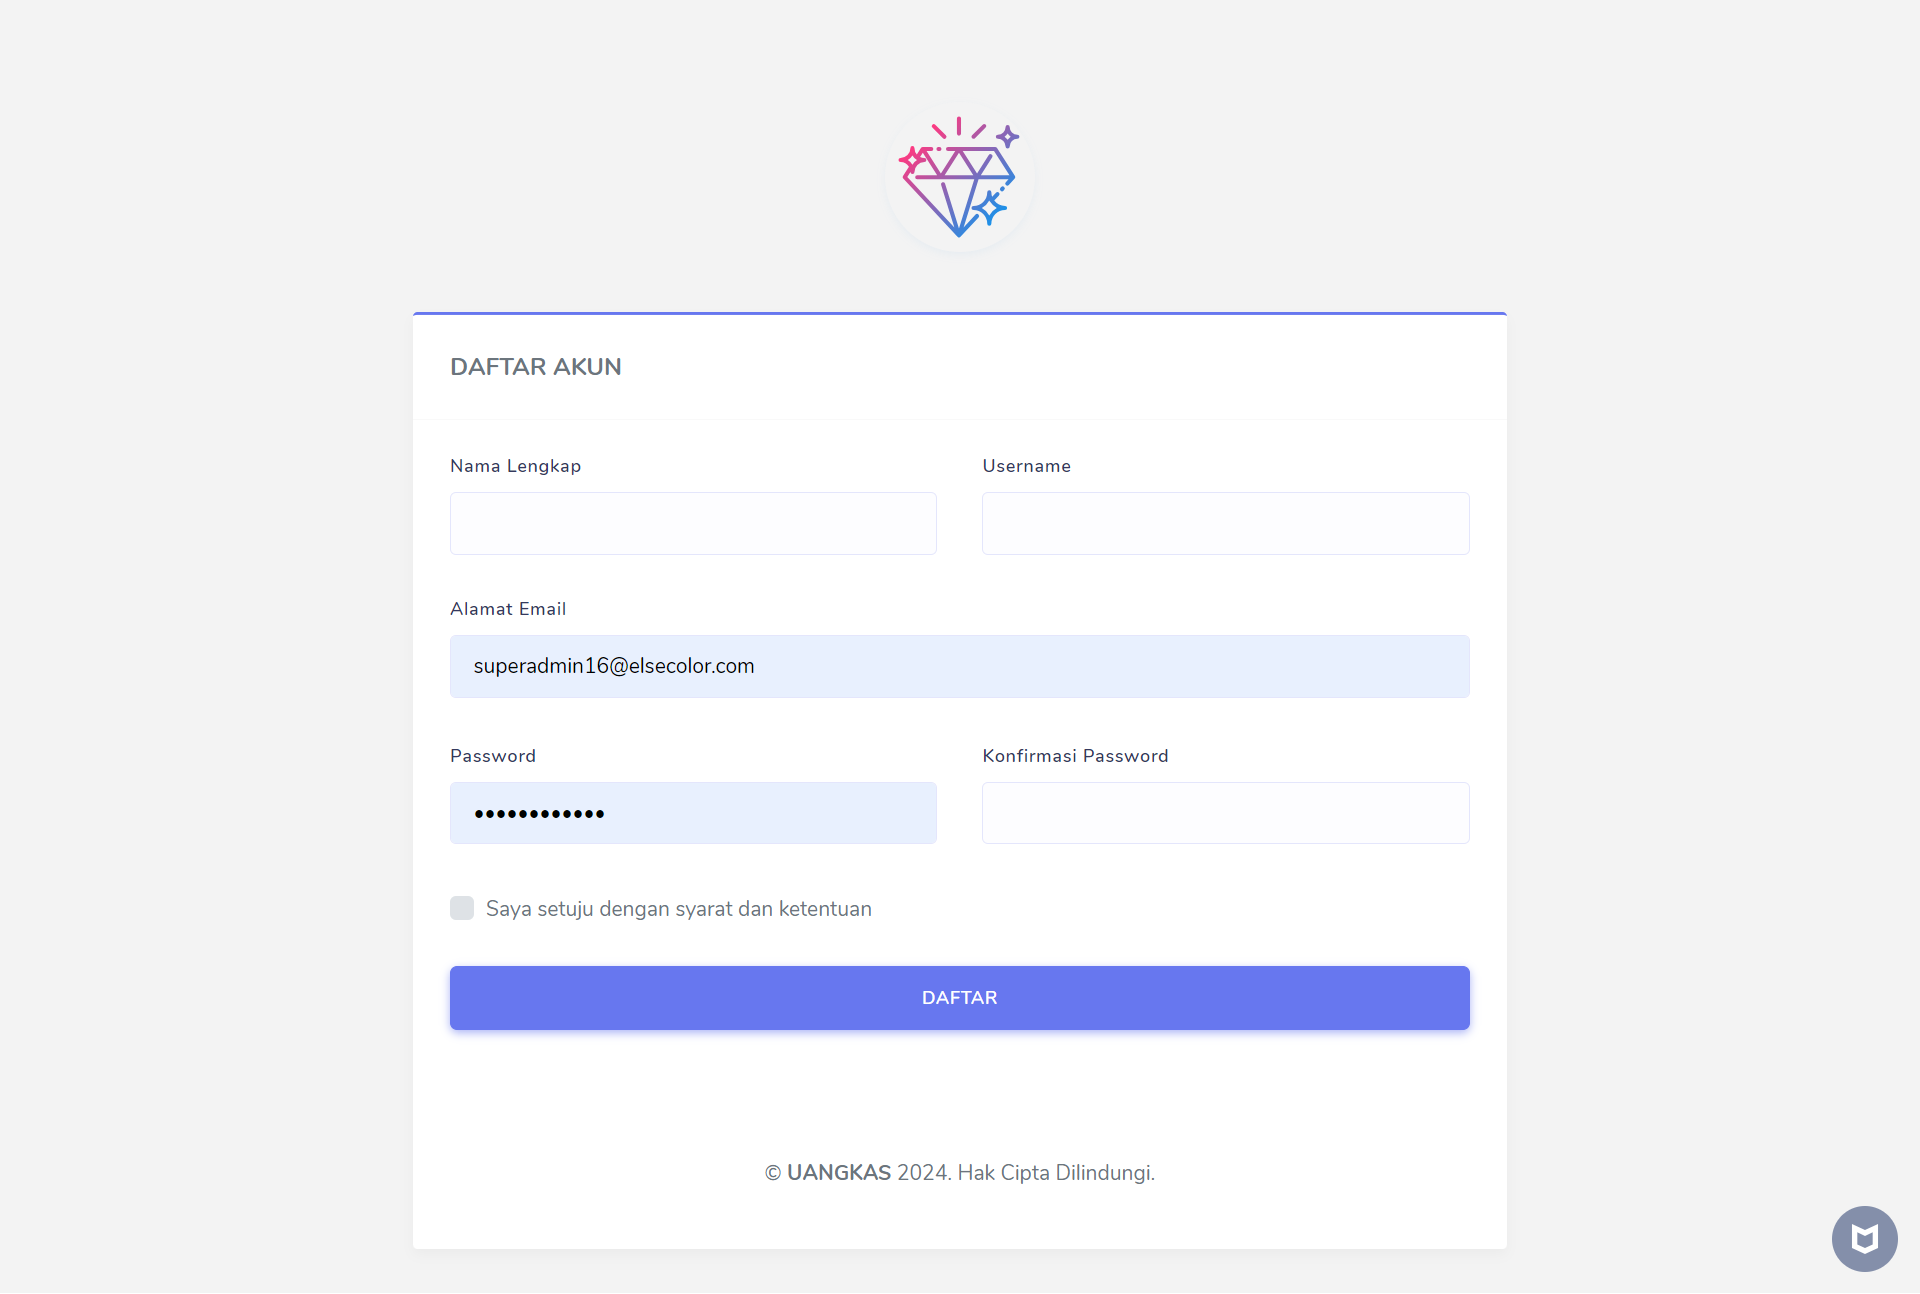 DAFTAR AKUN
Nama Lengkap
Username
Alamat Email
superadmin16@elsecolor.com
Password
Konfirmasi Password
••••••••••••
Saya setuju dengan syarat dan ketentuan
DAFTAR
© UANGKAS 2024. Hak Cipta Dilindungi.